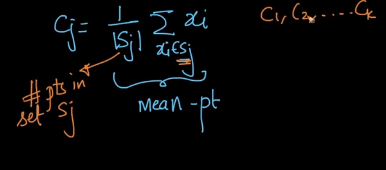 Cj = 1/|Sj| Σ xi∈Sj xi
C1, C2, ..... Ck
# pts in
set Sj
mean-pt